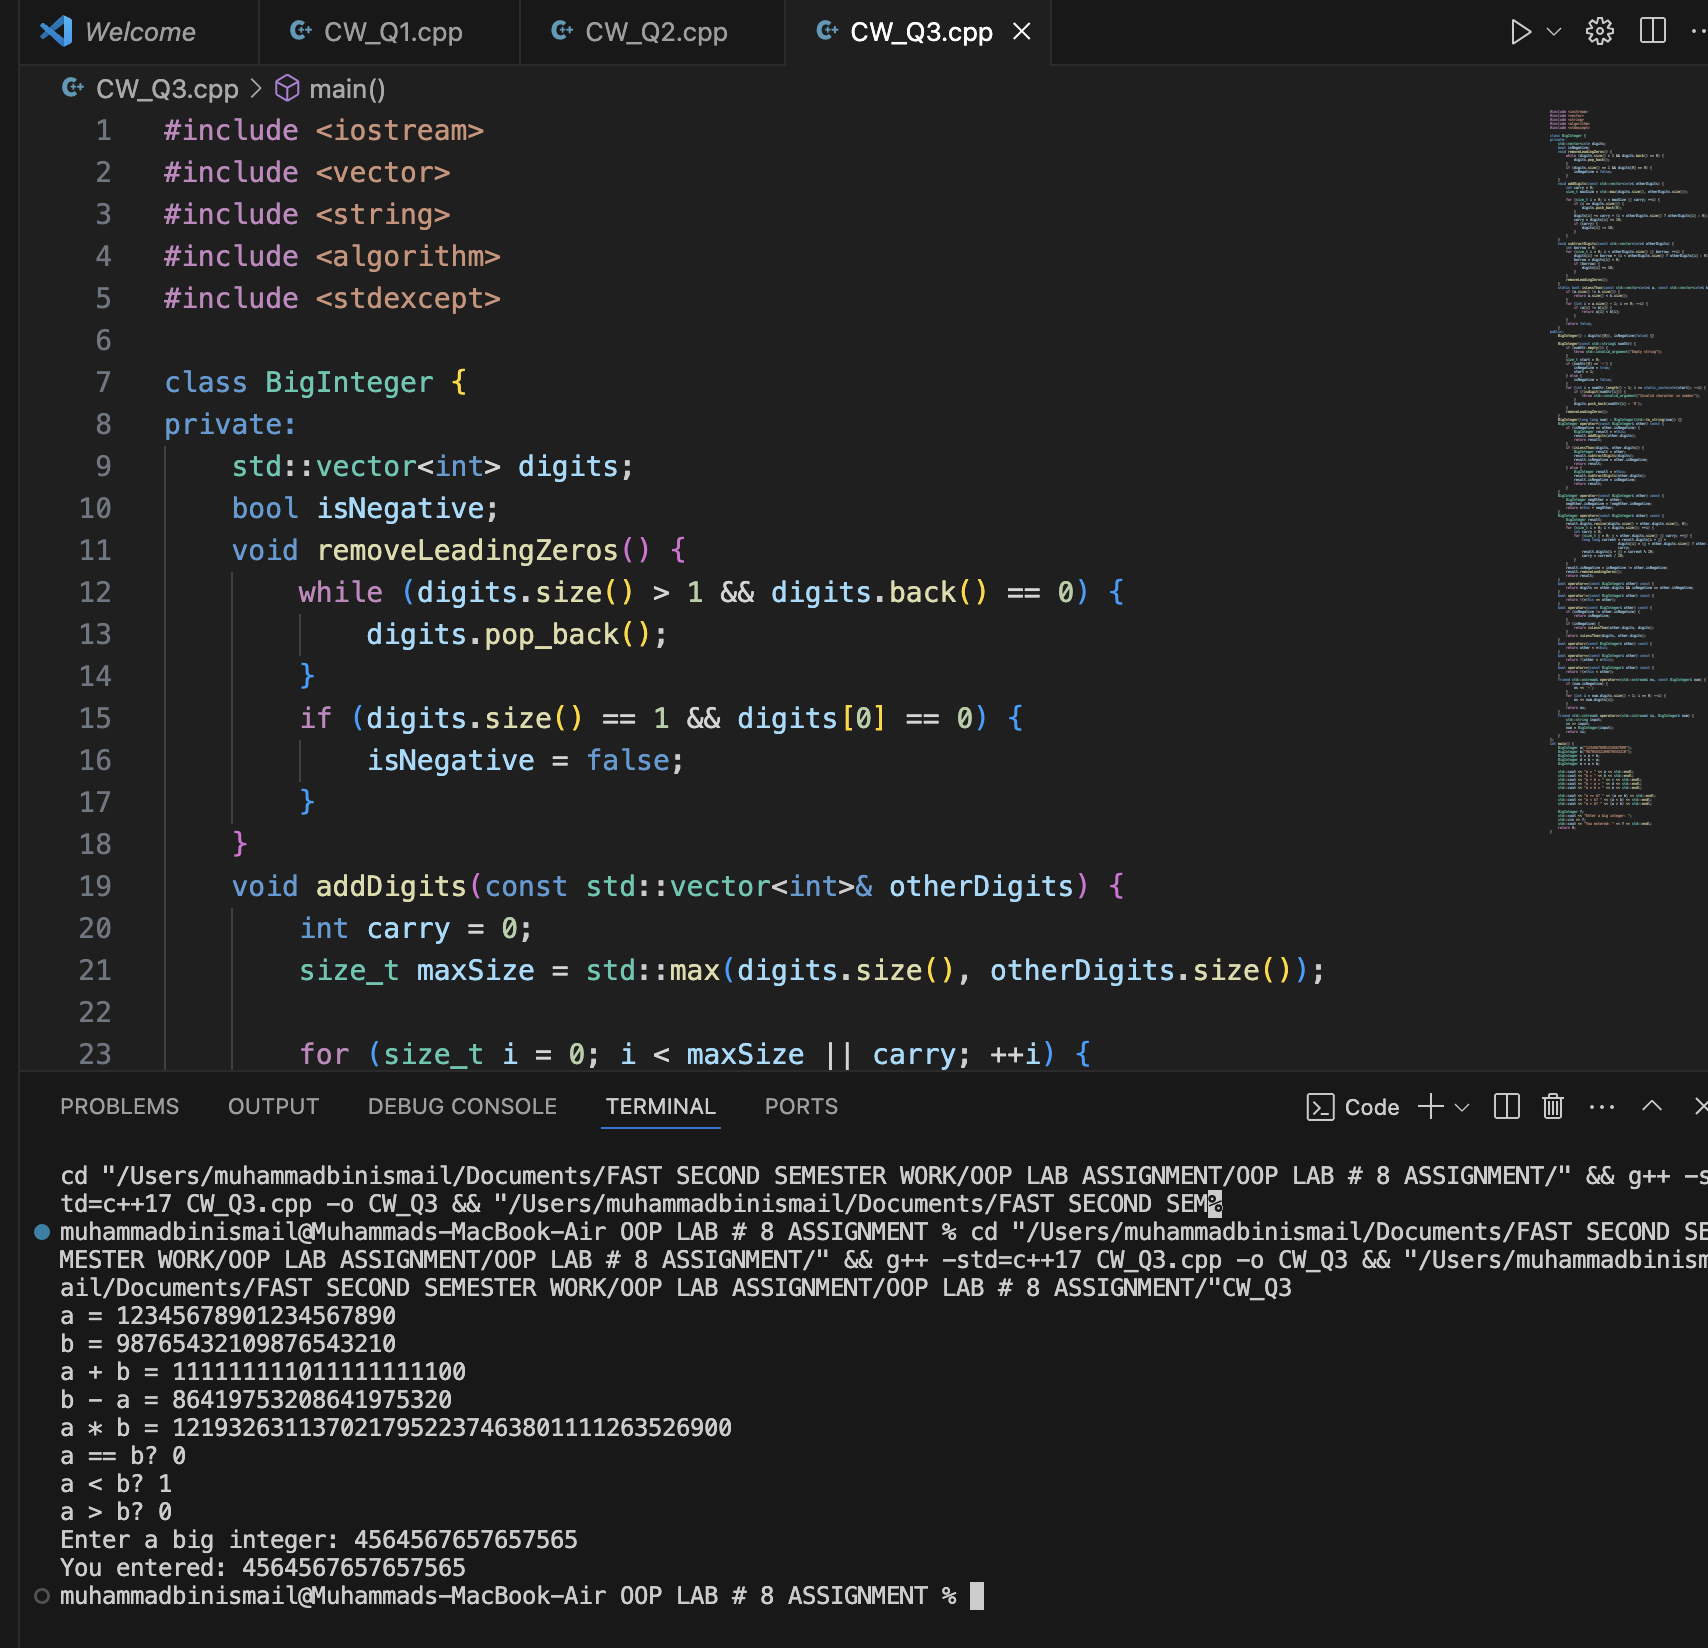 Welcome CW_Q1.cpp CW_Q2.cpp CW_Q3.cpp
CW_Q3.cpp > main()
1 #include <iostream>
2 #include <vector>
3 #include <string>
4 #include <algorithm>
5 #include <stdexcept>
6
7 class BigInteger {
8 private:
9 std::vector<int> digits;
10 bool isNegative;
11 void removeLeadingZeros() {
12 while (digits.size() > 1 && digits.back() == 0) {
13 digits.pop_back();
14 }
15 if (digits.size() == 1 && digits[0] == 0) {
16 isNegative = false;
17 }
18 }
19 void addDigits(const std::vector<int>& otherDigits) {
20 int carry = 0;
21 size_t maxSize = std::max(digits.size(), otherDigits.size());
22
23 for (size_t i = 0; i < maxSize || carry; ++i) {
PROBLEMS OUTPUT DEBUG CONSOLE TERMINAL PORTS Code
cd "/Users/muhammadbinismail/Documents/FAST SECOND SEMESTER WORK/OOP LAB ASSIGNMENT/OOP LAB # 8 ASSIGNMENT/" && g++ -s
td=c++17 CW_Q3.cpp -o CW_Q3 && "/Users/muhammadbinismail/Documents/FAST SECOND SEM%
muhammadbinismail@Muhammads-MacBook-Air OOP LAB # 8 ASSIGNMENT % cd "/Users/muhammadbinismail/Documents/FAST SECOND SE
MESTER WORK/OOP LAB ASSIGNMENT/OOP LAB # 8 ASSIGNMENT/" && g++ -std=c++17 CW_Q3.cpp -o CW_Q3 && "/Users/muhammadbinism
ail/Documents/FAST SECOND SEMESTER WORK/OOP LAB ASSIGNMENT/OOP LAB # 8 ASSIGNMENT/"CW_Q3
a = 12345678901234567890
b = 98765432109876543210
a + b = 111111111011111111100
b - a = 86419753208641975320
a * b = 1219326311370217952237463801111263526900
a == b? 0
a < b? 1
a > b? 0
Enter a big integer: 4564567657657565
You entered: 4564567657657565
muhammadbinismail@Muhammads-MacBook-Air OOP LAB # 8 ASSIGNMENT %